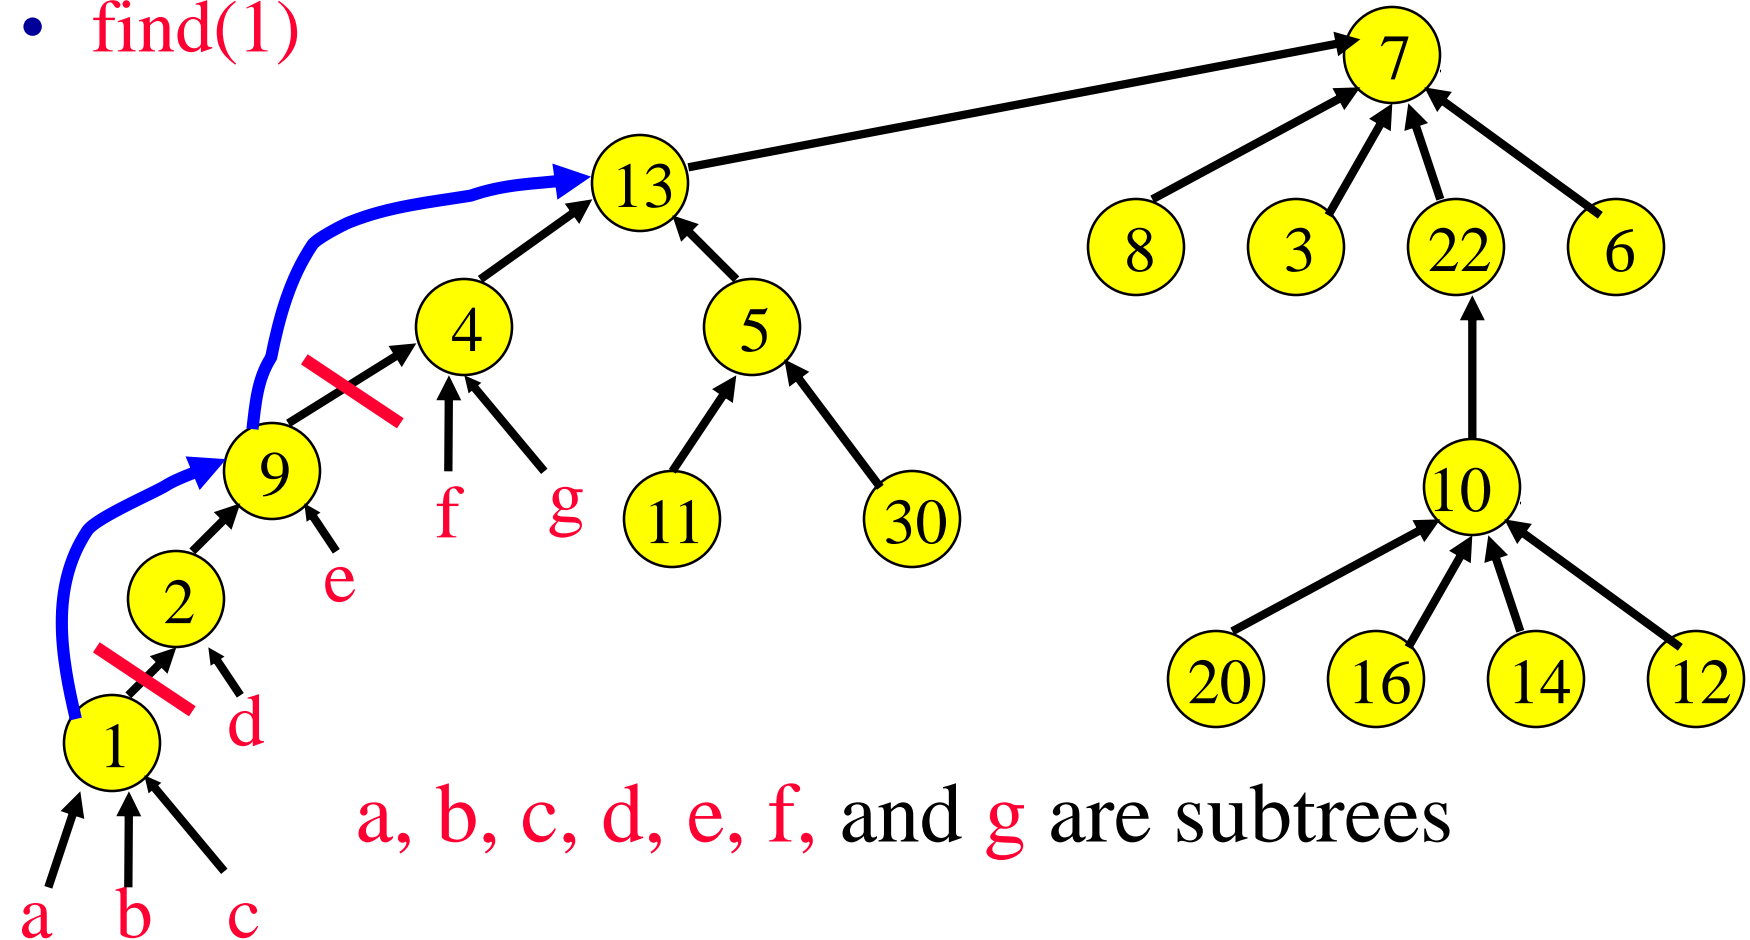 • find(1)
7
13
8 3 22 6
4 5
9 10
f g 11 30
e
2
20 16 14 12
d
1
a, b, c, d, e, f, and g are subtrees
a b c